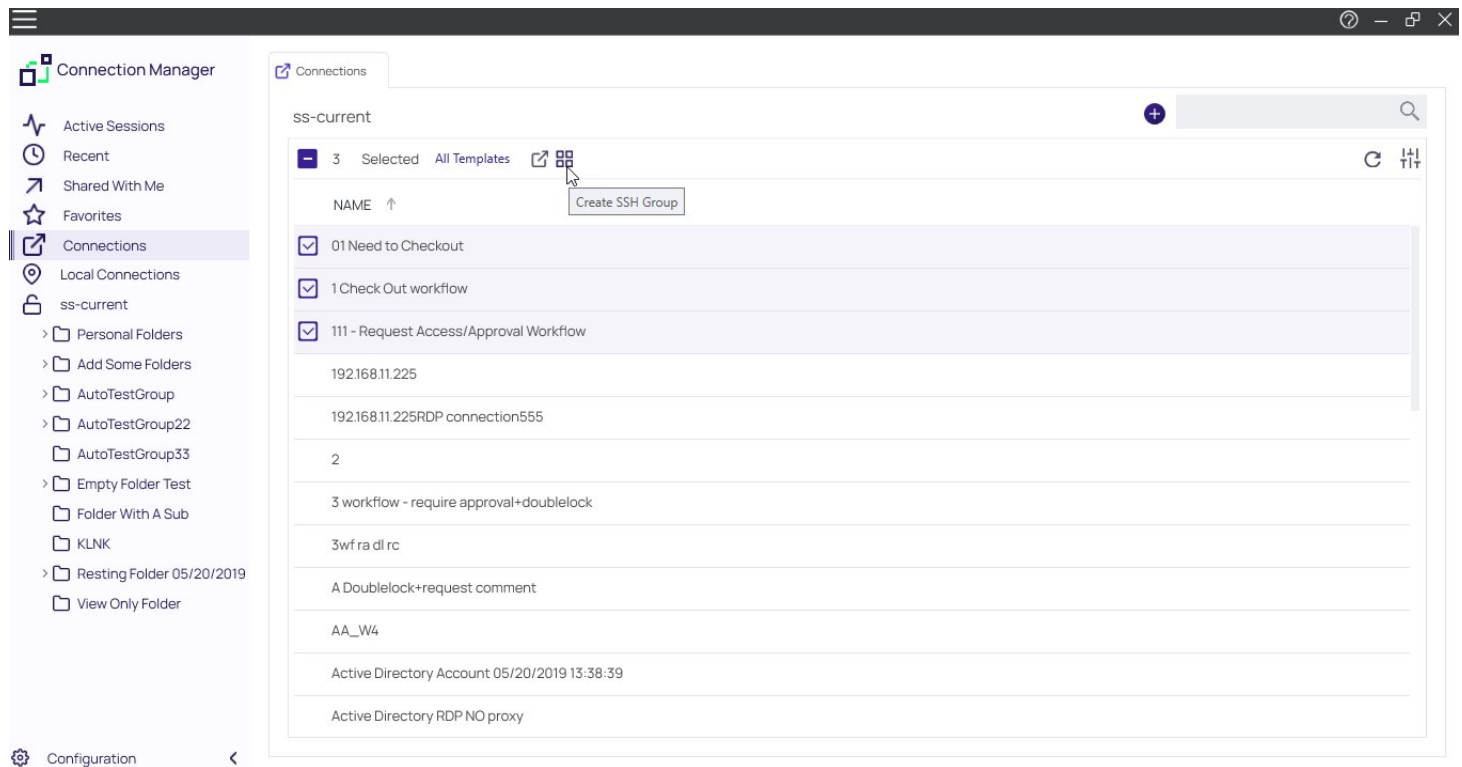 Connection Manager
Active Sessions
Recent
Shared With Me
Favorites
Connections
Local Connections
ss-current
Personal Folders
Add Some Folders
AutoTestGroup
AutoTestGroup22
AutoTestGroup33
Empty Folder Test
Folder With A Sub
KLNK
Resting Folder 05/20/2019
View Only Folder
Configuration
Connections
ss-current
3 Selected All Templates
Create SSH Group
NAME
01 Need to Checkout
1 Check Out workflow
111 - Request Access/Approval Workflow
192.168.11.225
192.168.11.225RDP connection555
2
3 workflow - require approval+doublelock
3wf ra dl rc
A Doublelock+request comment
AA_W4
Active Directory Account 05/20/2019 13:38:39
Active Directory RDP NO proxy